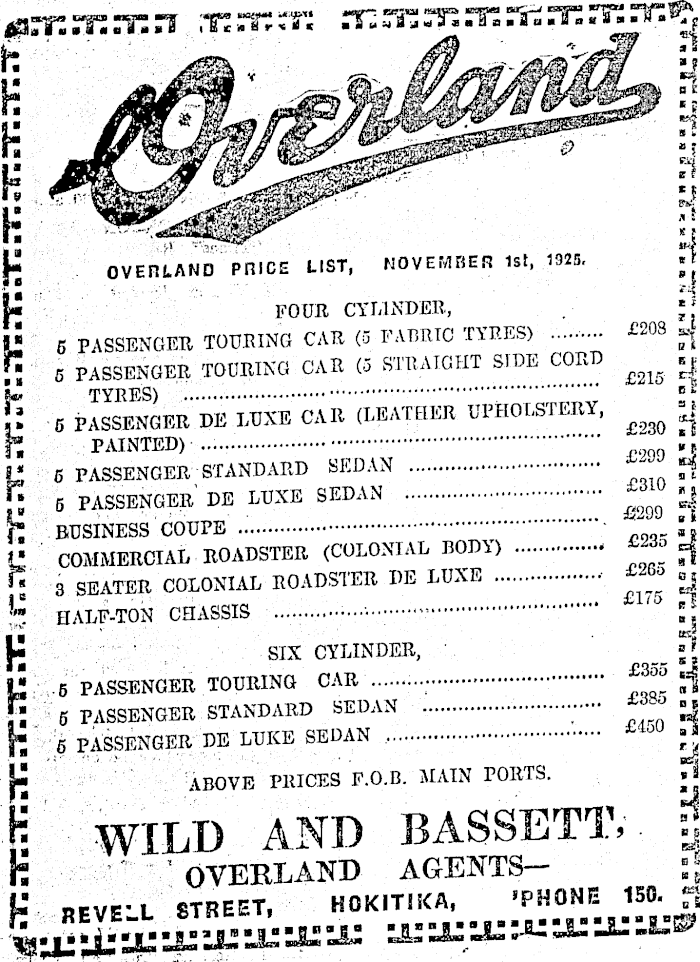 Overland
OVERLAND PRICE LIST, NOVEMBER 1st, 1925.
FOUR CYLINDER,
5 PASSENGER TOURING CAR (5 FABRIC TYRES) ......... £208
5 PASSENGER TOURING CAR (5 STRAIGHT SIDE CORD
TYRES) ............................................................ £215
5 PASSENGER DE LUXE CAR (LEATHER UPHOLSTERY,
PAINTED) ......................................................... £230
5 PASSENGER STANDARD SEDAN ............................. £299
5 PASSENGER DE LUXE SEDAN .............................. £310
BUSINESS COUPE ...................................................... £299
COMMERCIAL ROADSTER (COLONIAL BODY) ............... £235
3 SEATER COLONIAL ROADSTER DE LUXE ................. £265
HALF-TON CHASSIS ................................................ £175
SIX CYLINDER,
5 PASSENGER TOURING CAR .................................... £355
5 PASSENGER STANDARD SEDAN ............................ £385
5 PASSENGER DE LUKE SEDAN ................................. £450
ABOVE PRICES F.O.B. MAIN PORTS.
WILD AND BASSETT,
OVERLAND AGENTS—
REVELL STREET, HOKITIKA, 'PHONE 150.